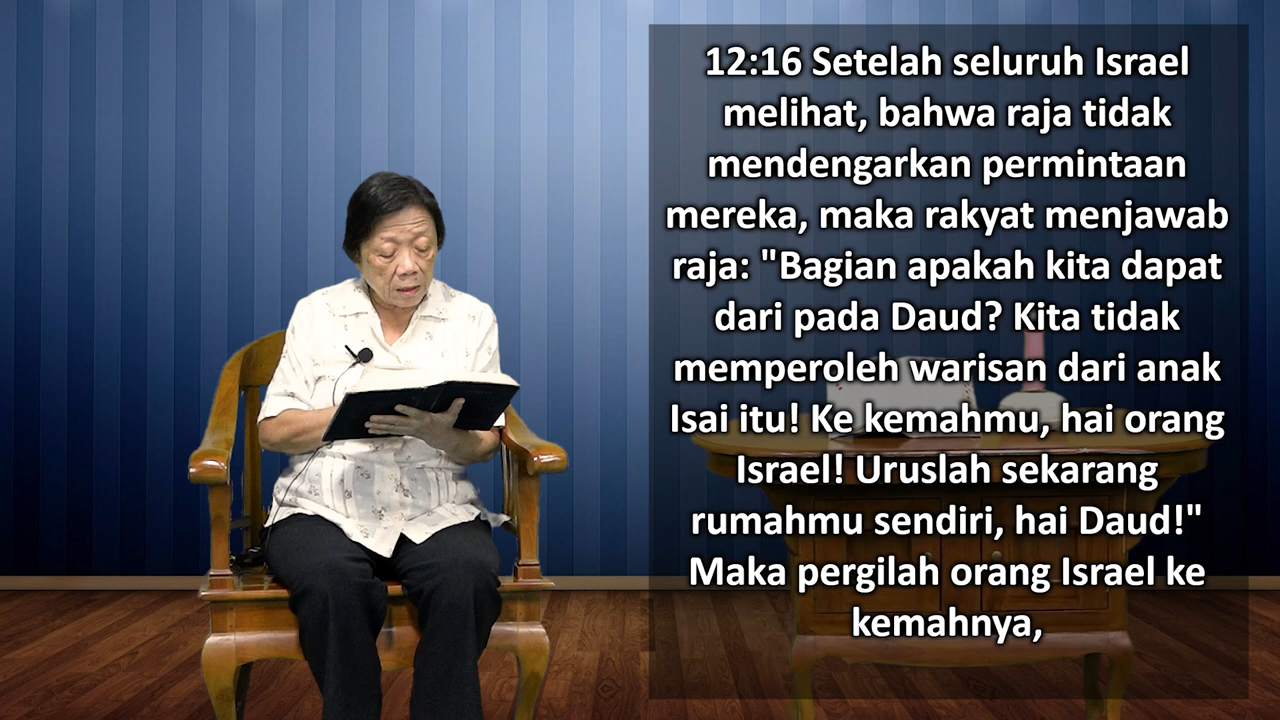 12:16 Setelah seluruh Israel
melihat, bahwa raja tidak
mendengarkan permintaan
mereka, maka rakyat menjawab
raja: "Bagian apakah kita dapat
dari pada Daud? Kita tidak
memperoleh warisan dari anak
Isai itu! Ke kemahmu, hai orang
Israel! Uruslah sekarang
rumahmu sendiri, hai Daud!"
Maka pergilah orang Israel ke
kemahnya,